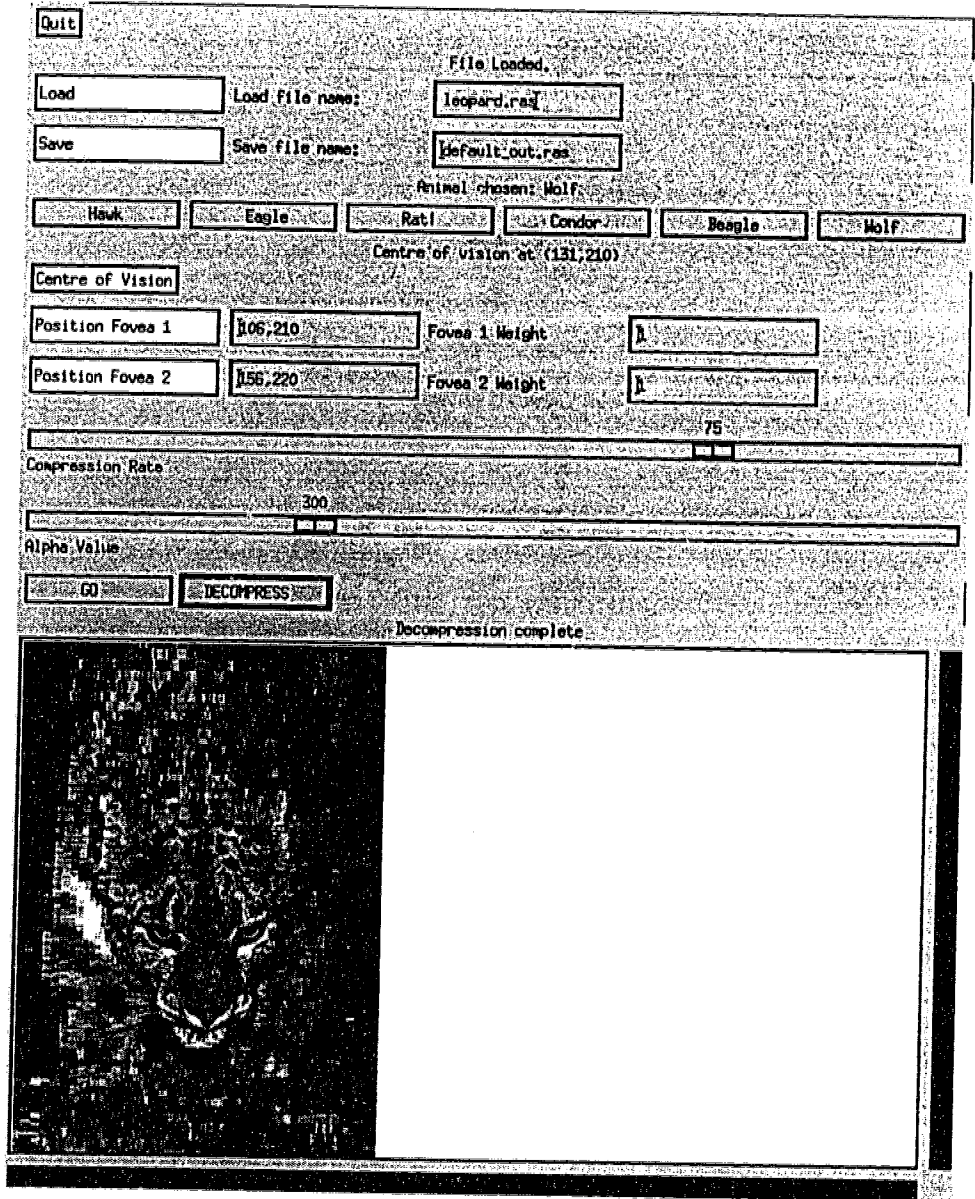 Quit
File Loaded.
Load Load file name: leopard.ras
Save Save file name: default_out.ras
Animal chosen: Wolf
Hawk Eagle Rat! Condor Beagle Wolf
Centre of vision at (131,210)
Centre of Vision
Position Fovea 1 106,210 Fovea 1 Weight 1
Position Fovea 2 156,220 Fovea 2 Weight 1
75
Compression Rate
300
Alpha Value
GO DECOMPRESS
Decompression complete